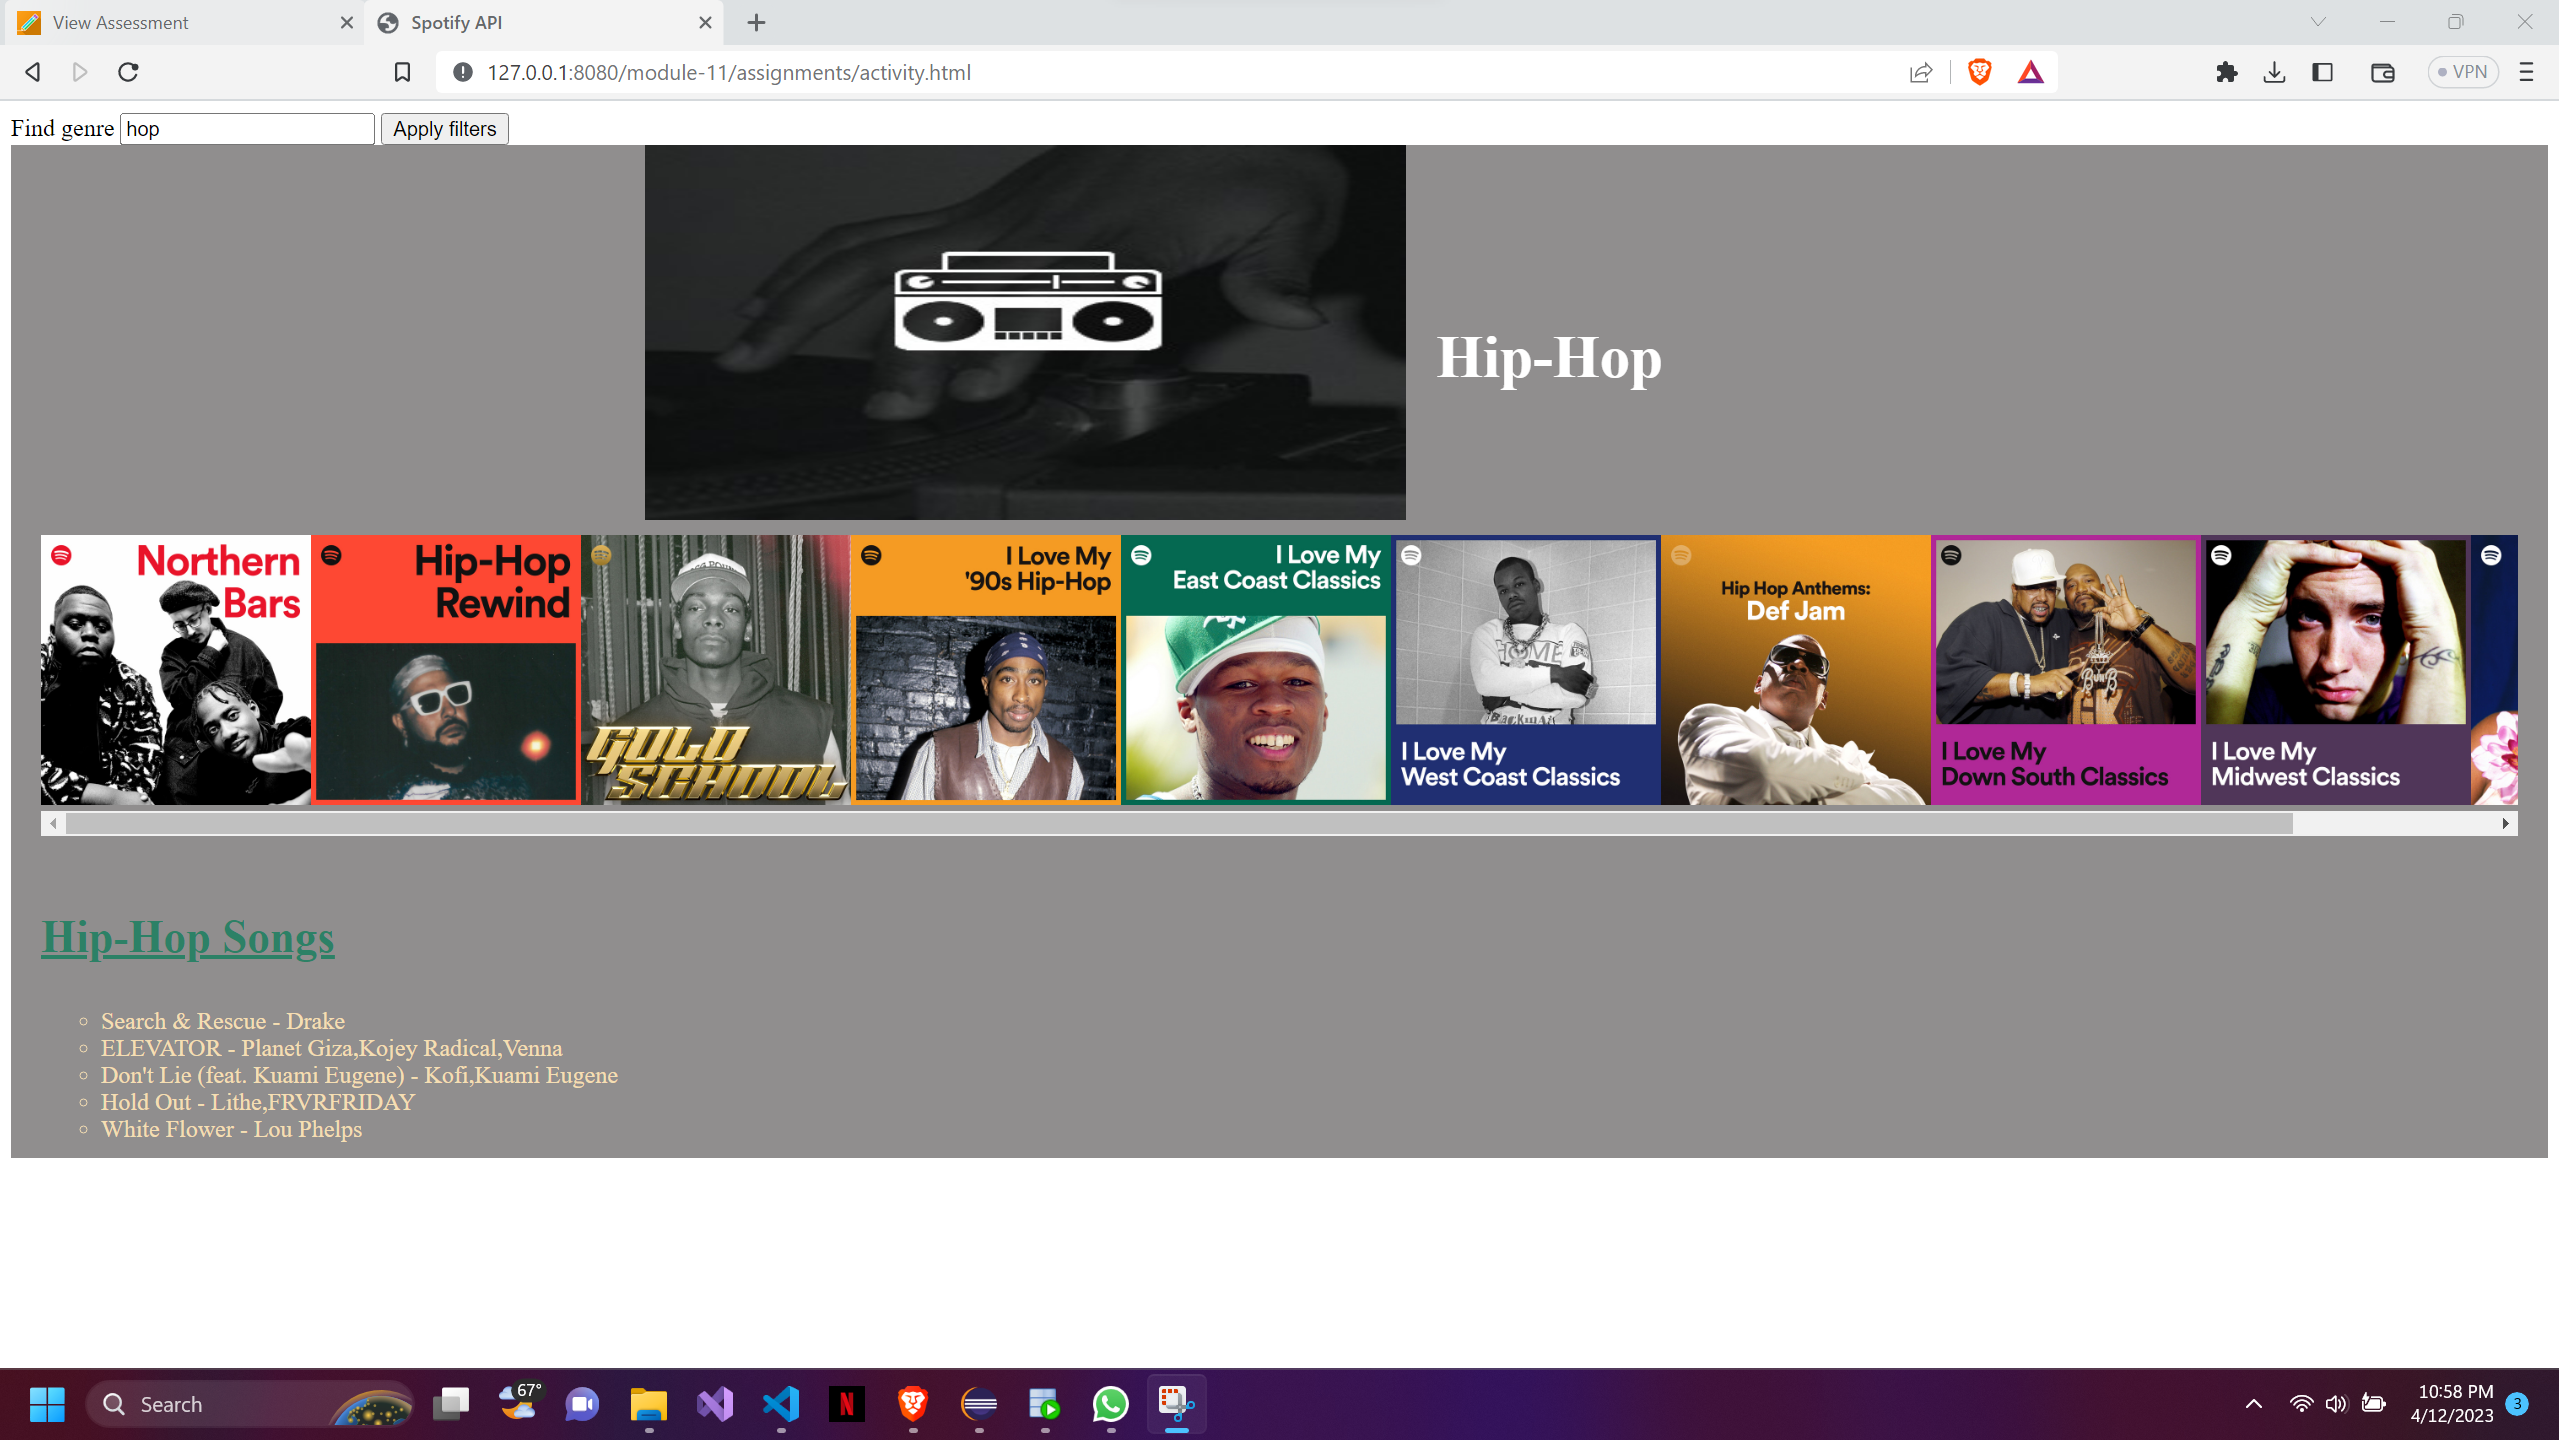 View Assessment
Spotify API
127.0.0.1:8080/module-11/assignments/activity.html
VPN
Find genre
hop
Apply filters
Hip-Hop
Northern
Bars
Hip-Hop
Rewind
GOLD
SCHOOL
I Love My
'90s Hip-Hop
I Love My
East Coast Classics
HOME
I Love My
West Coast Classics
Hip Hop Anthems:
Def Jam
I Love My
Down South Classics
I Love My
Midwest Classics
Hip-Hop Songs
Search & Rescue - Drake
ELEVATOR - Planet Giza,Kojey Radical,Venna
Don't Lie (feat. Kuami Eugene) - Kofi,Kuami Eugene
Hold Out - Lithe,FRVRFRIDAY
White Flower - Lou Phelps
Search
67°
N
10:58 PM
4/12/2023
3